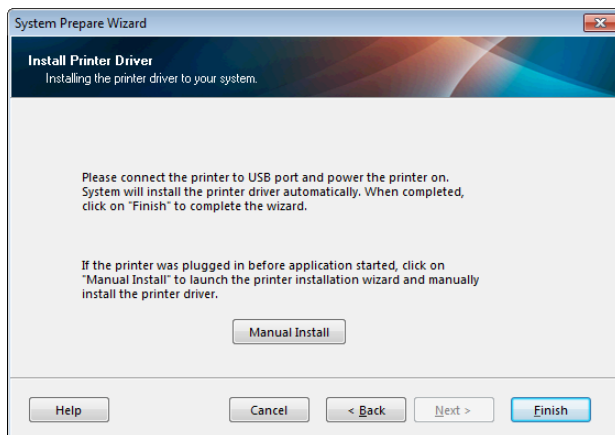 System Prepare Wizard
Install Printer Driver
Installing the printer driver to your system.
Please connect the printer to USB port and power the printer on.
System will install the printer driver automatically. When completed,
click on "Finish" to complete the wizard.
If the printer was plugged in before application started, click on
"Manual Install" to launch the printer installation wizard and manually
install the printer driver.
Manual Install
Help Cancel < Back Next > Finish